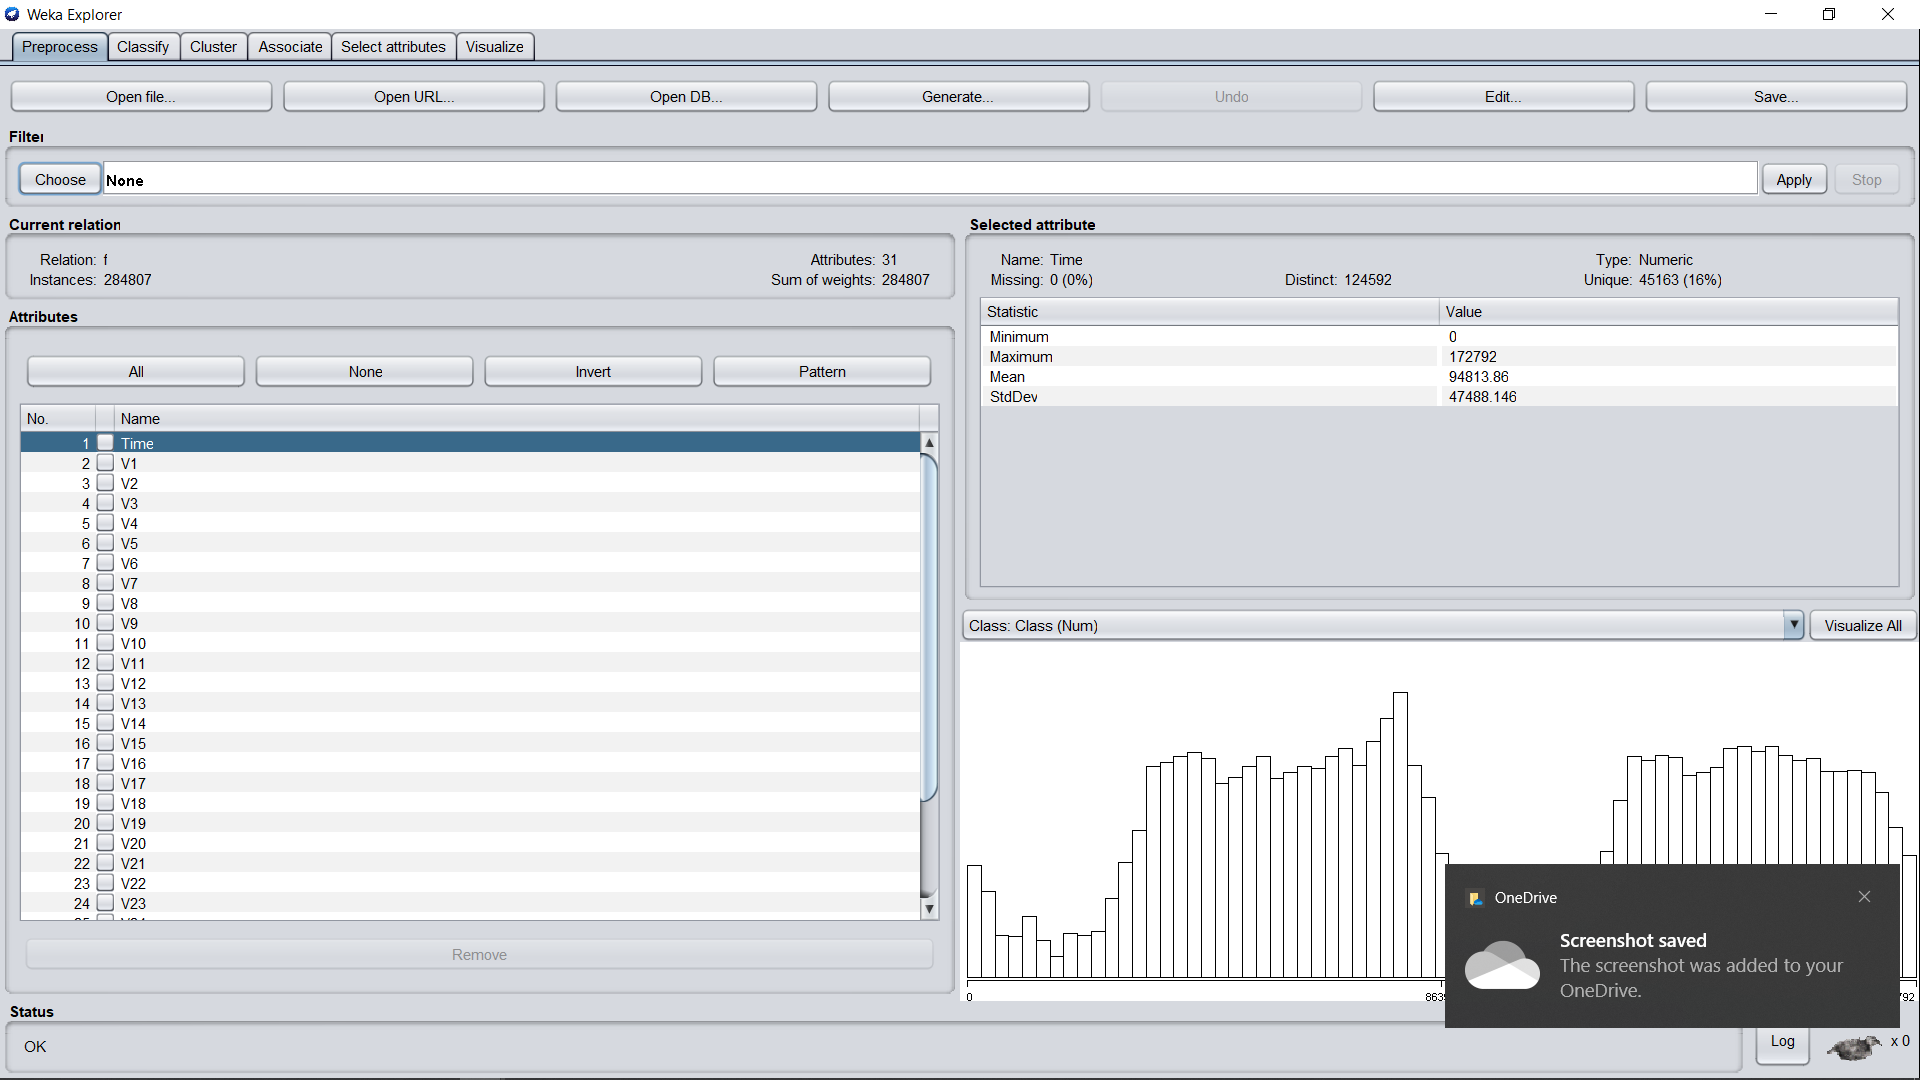 Weka Explorer
Preprocess Classify Cluster Associate Select attributes Visualize
Open file... Open URL... Open DB... Generate... Undo Edit... Save...
Filter
Choose None Apply Stop
Current relation
Relation: f Attributes: 31
Instances: 284807 Sum of weights: 284807
Attributes
All None Invert Pattern
No. Name
1 Time
2 V1
3 V2
4 V3
5 V4
6 V5
7 V6
8 V7
9 V8
10 V9
11 V10
12 V11
13 V12
14 V13
15 V14
16 V15
17 V16
18 V17
19 V18
20 V19
21 V20
22 V21
23 V22
24 V23
Remove
Selected attribute
Name: Time Type: Numeric
Missing: 0 (0%) Distinct: 124592 Unique: 45163 (16%)
Statistic Value
Minimum 0
Maximum 172792
Mean 94813.86
StdDev 47488.146
Class: Class (Num) Visualize All
0
OneDrive
Screenshot saved
The screenshot was added to your
OneDrive.
Status
OK
Log x 0